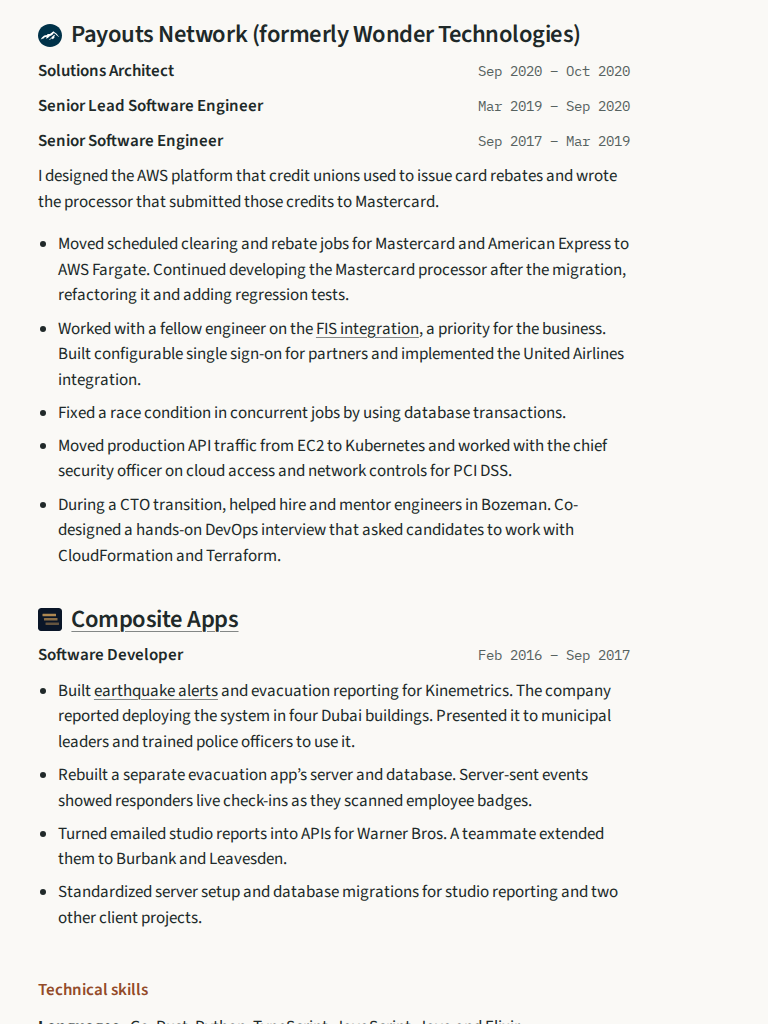 Payouts Network (formerly Wonder Technologies)
Solutions Architect Sep 2020 – Oct 2020
Senior Lead Software Engineer Mar 2019 – Sep 2020
Senior Software Engineer Sep 2017 – Mar 2019
I designed the AWS platform that credit unions used to issue card rebates and wrote
the processor that submitted those credits to Mastercard.
• Moved scheduled clearing and rebate jobs for Mastercard and American Express to
AWS Fargate. Continued developing the Mastercard processor after the migration,
refactoring it and adding regression tests.
• Worked with a fellow engineer on the FIS integration, a priority for the business.
Built configurable single sign-on for partners and implemented the United Airlines
integration.
• Fixed a race condition in concurrent jobs by using database transactions.
• Moved production API traffic from EC2 to Kubernetes and worked with the chief
security officer on cloud access and network controls for PCI DSS.
• During a CTO transition, helped hire and mentor engineers in Bozeman. Co-
designed a hands-on DevOps interview that asked candidates to work with
CloudFormation and Terraform.
Composite Apps
Software Developer Feb 2016 – Sep 2017
• Built earthquake alerts and evacuation reporting for Kinemetrics. The company
reported deploying the system in four Dubai buildings. Presented it to municipal
leaders and trained police officers to use it.
• Rebuilt a separate evacuation app’s server and database. Server-sent events
showed responders live check-ins as they scanned employee badges.
• Turned emailed studio reports into APIs for Warner Bros. A teammate extended
them to Burbank and Leavesden.
• Standardized server setup and database migrations for studio reporting and two
other client projects.
Technical skills